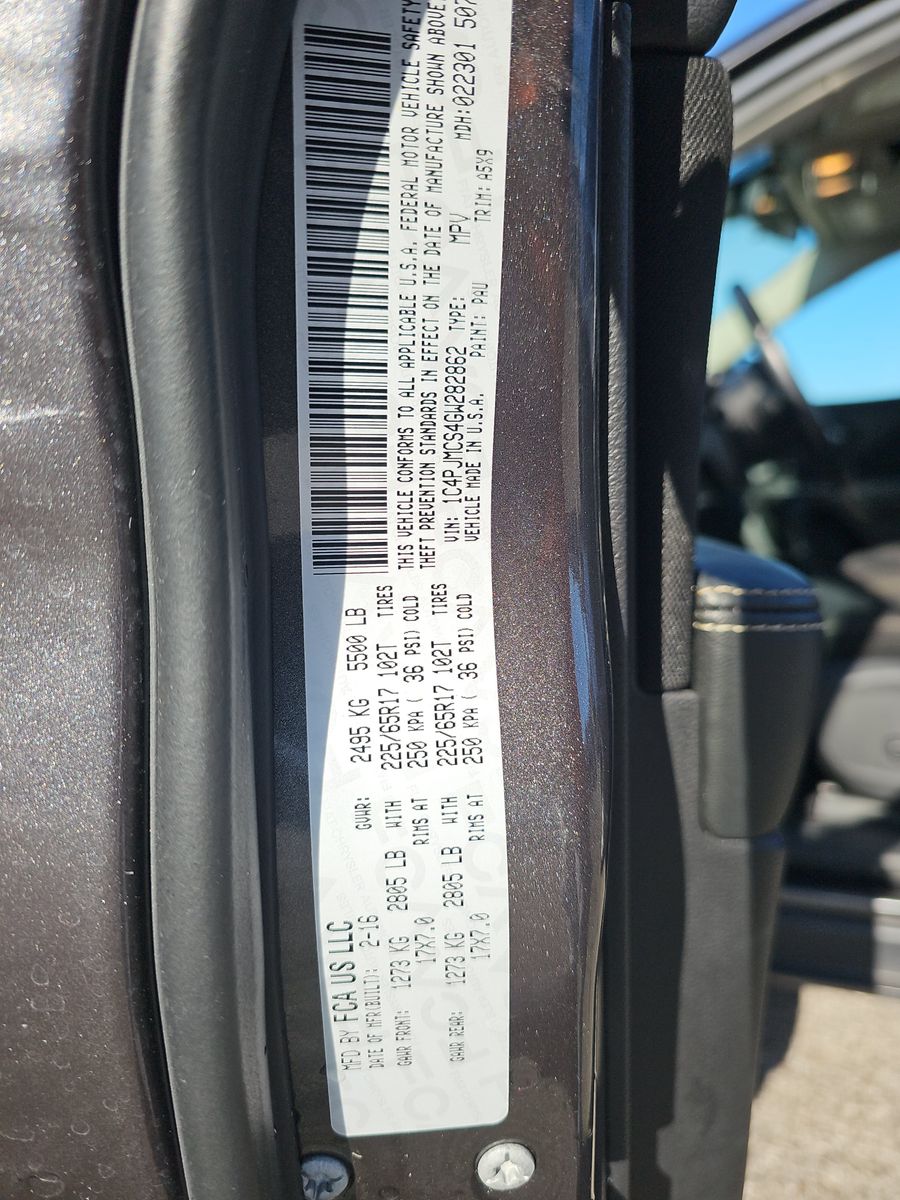 MFD BY FCA US LLC
DATE OF MFR(BUILT): 2-16 GVWR: 2495 KG 5500 LB
GAWR FRONT: 1273 KG 2805 LB WITH 225/65R17 102T TIRES
17X7.0 RIMS AT 250 KPA ( 36 PSI) COLD
GAWR REAR: 1273 KG 2805 LB WITH 225/65R17 102T TIRES
17X7.0 RIMS AT 250 KPA ( 36 PSI) COLD
THIS VEHICLE CONFORMS TO ALL APPLICABLE U.S.A. FEDERAL MOTOR VEHICLE SAFETY
THEFT PREVENTION STANDARDS IN EFFECT ON THE DATE OF MANUFACTURE SHOWN ABOVE.
VIN: 1C4PJMCS4GW282862 TYPE: MPV MDH:022301 507
VEHICLE MADE IN U.S.A. PAINT: PAU TRIM: A5X9